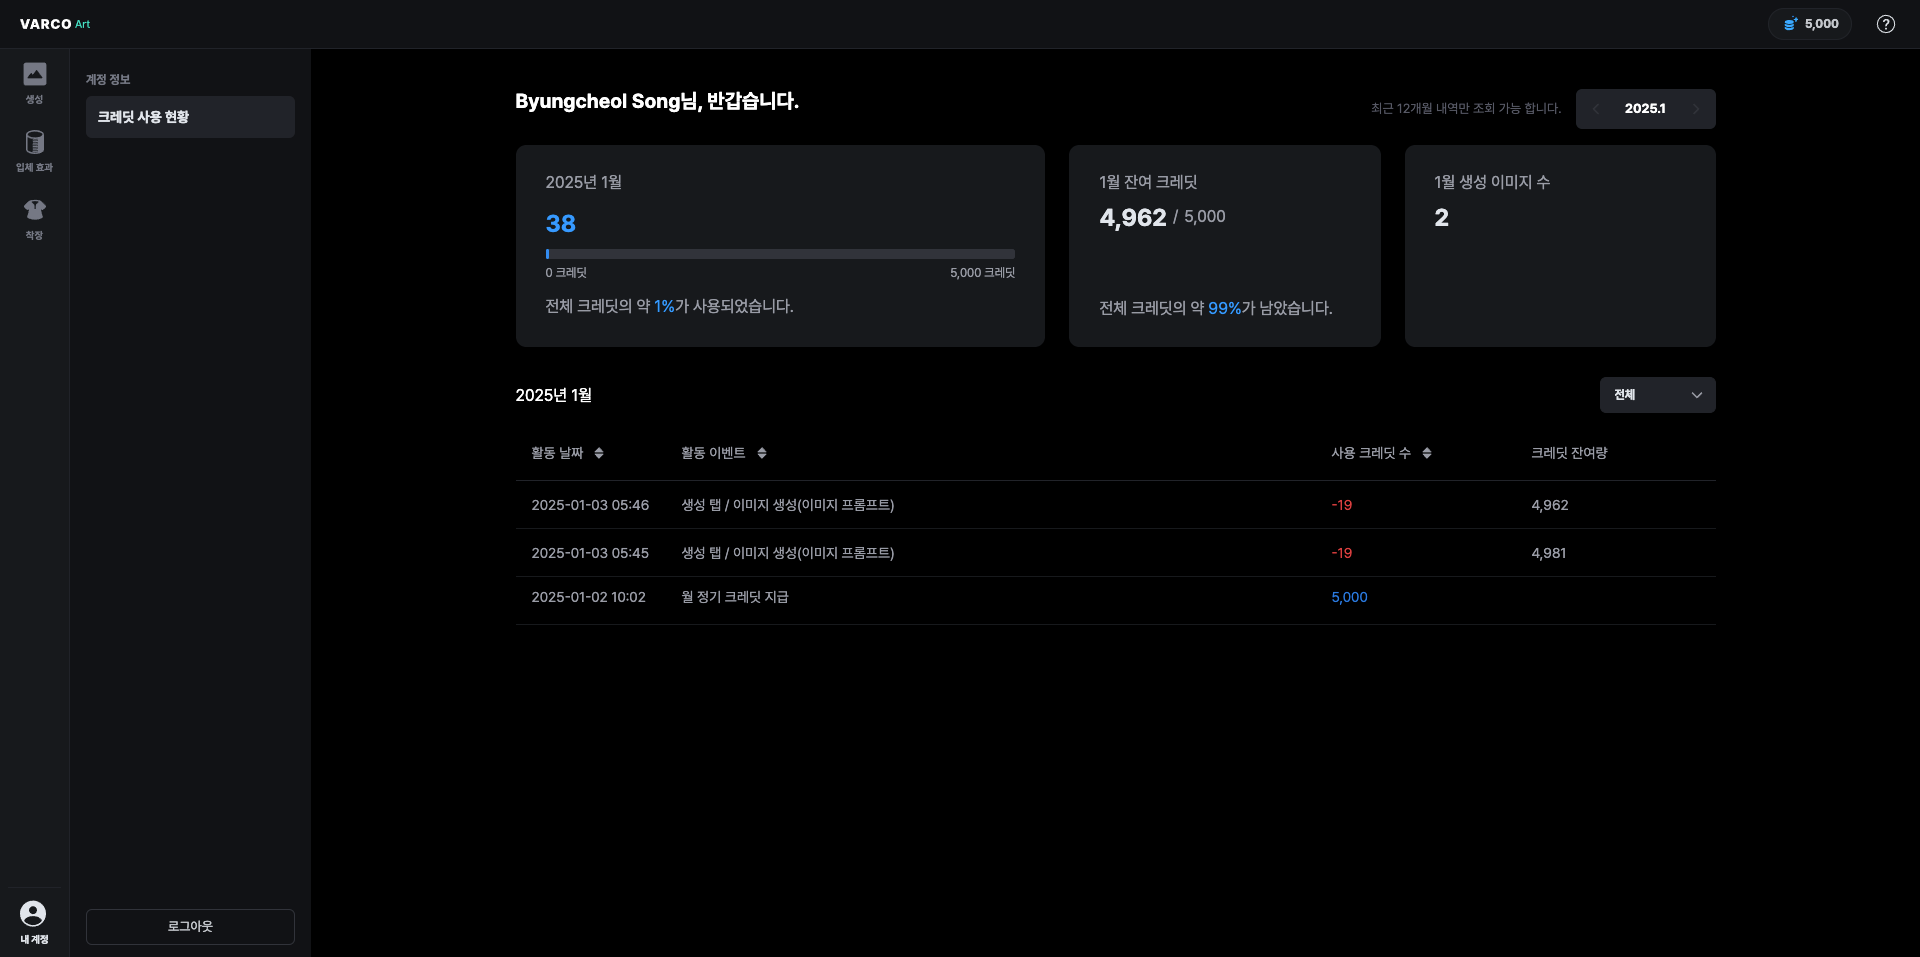 VARCO Art
5,000
생성
입체 효과
착장
내 계정
계정 정보
크레딧 사용 현황
로그아웃
Byungcheol Song님, 반갑습니다.
최근 12개월 내역만 조회 가능 합니다.
2025.1
2025년 1월
38
0 크레딧 5,000 크레딧
전체 크레딧의 약 1%가 사용되었습니다.
1월 잔여 크레딧
4,962 / 5,000
전체 크레딧의 약 99%가 남았습니다.
1월 생성 이미지 수
2
2025년 1월
전체
활동 날짜 활동 이벤트 사용 크레딧 수 크레딧 잔여량
2025-01-03 05:46 생성 탭 / 이미지 생성(이미지 프롬프트) -19 4,962
2025-01-03 05:45 생성 탭 / 이미지 생성(이미지 프롬프트) -19 4,981
2025-01-02 10:02 월 정기 크레딧 지급 5,000